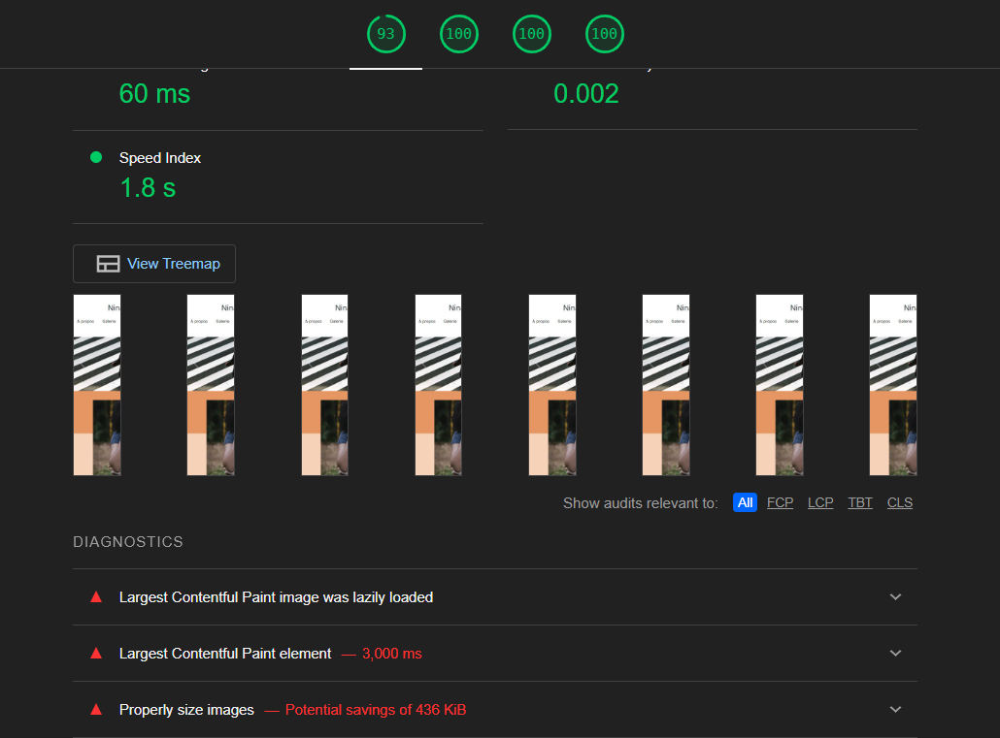 93 100 100 100
60 ms 0.002
Speed Index
1.8 s
View Treemap
Nin Nin Nin Nin Nin Nin Nin Nin
A propos Galerie A propos Galerie A propos Galerie A propos Galerie A propos Galerie A propos Galerie A propos Galerie A propos Galerie
Show audits relevant to: All FCP LCP TBT CLS
DIAGNOSTICS
Largest Contentful Paint image was lazily loaded
Largest Contentful Paint element — 3,000 ms
Properly size images — Potential savings of 436 KiB